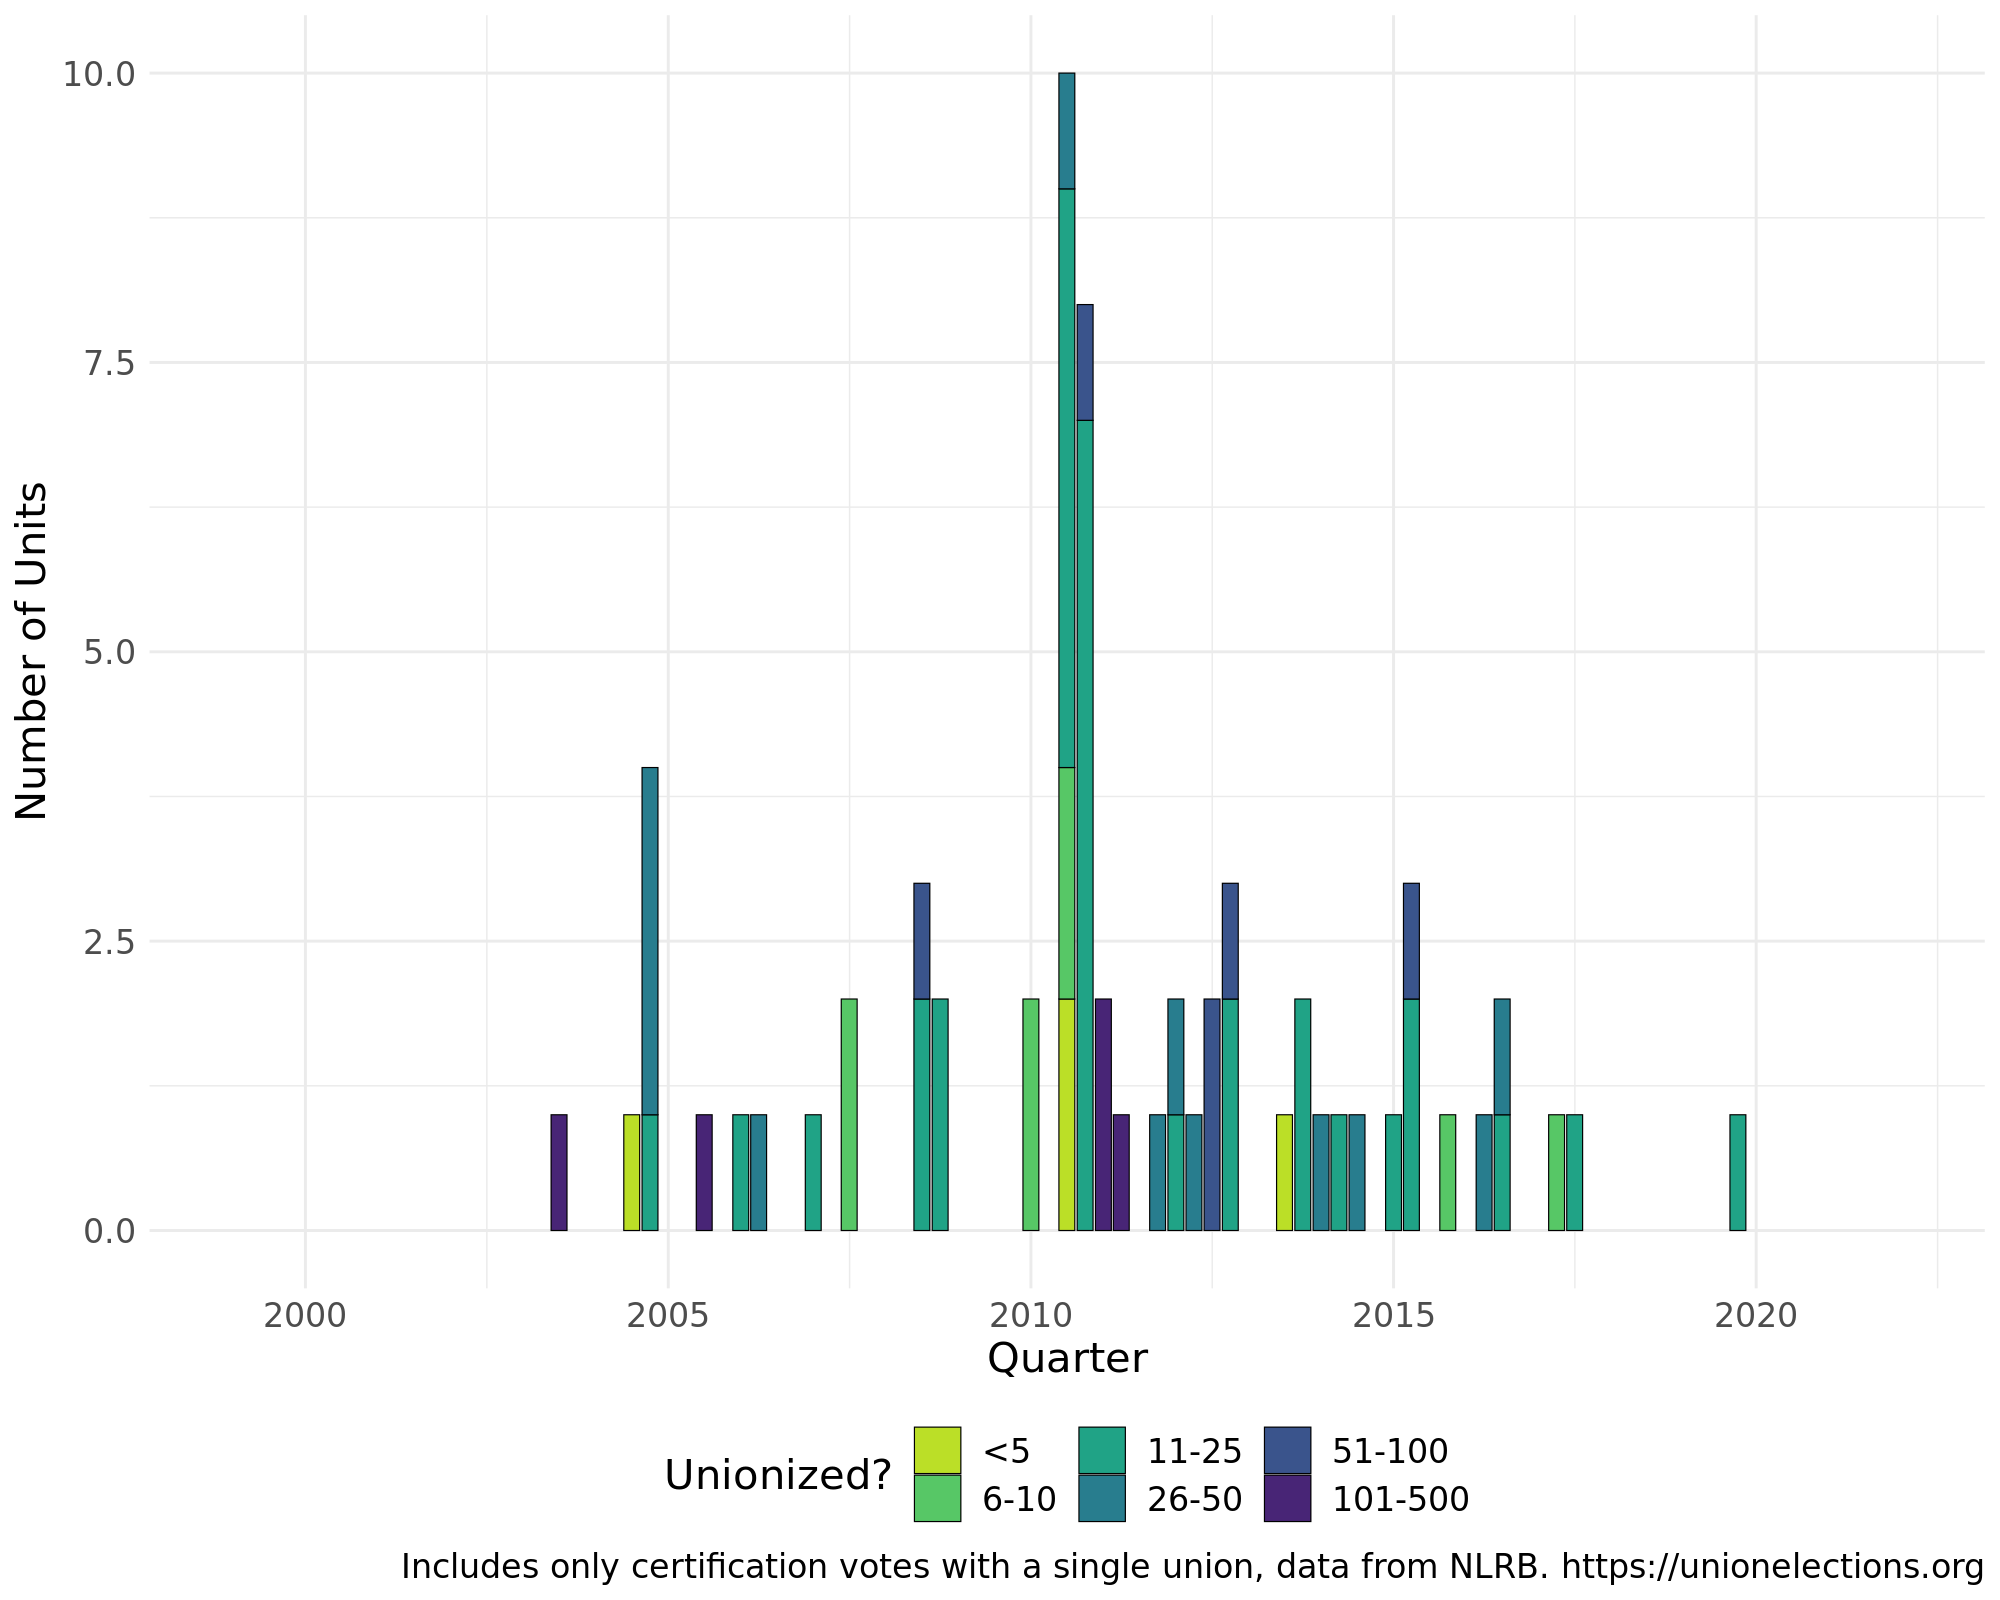 10.0
7.5
5.0
2.5
0.0
Number of Units
2000 2005 2010 2015 2020
Quarter
Unionized?
<5 11-25 51-100
6-10 26-50 101-500
Includes only certification votes with a single union, data from NLRB. https://unionelections.org